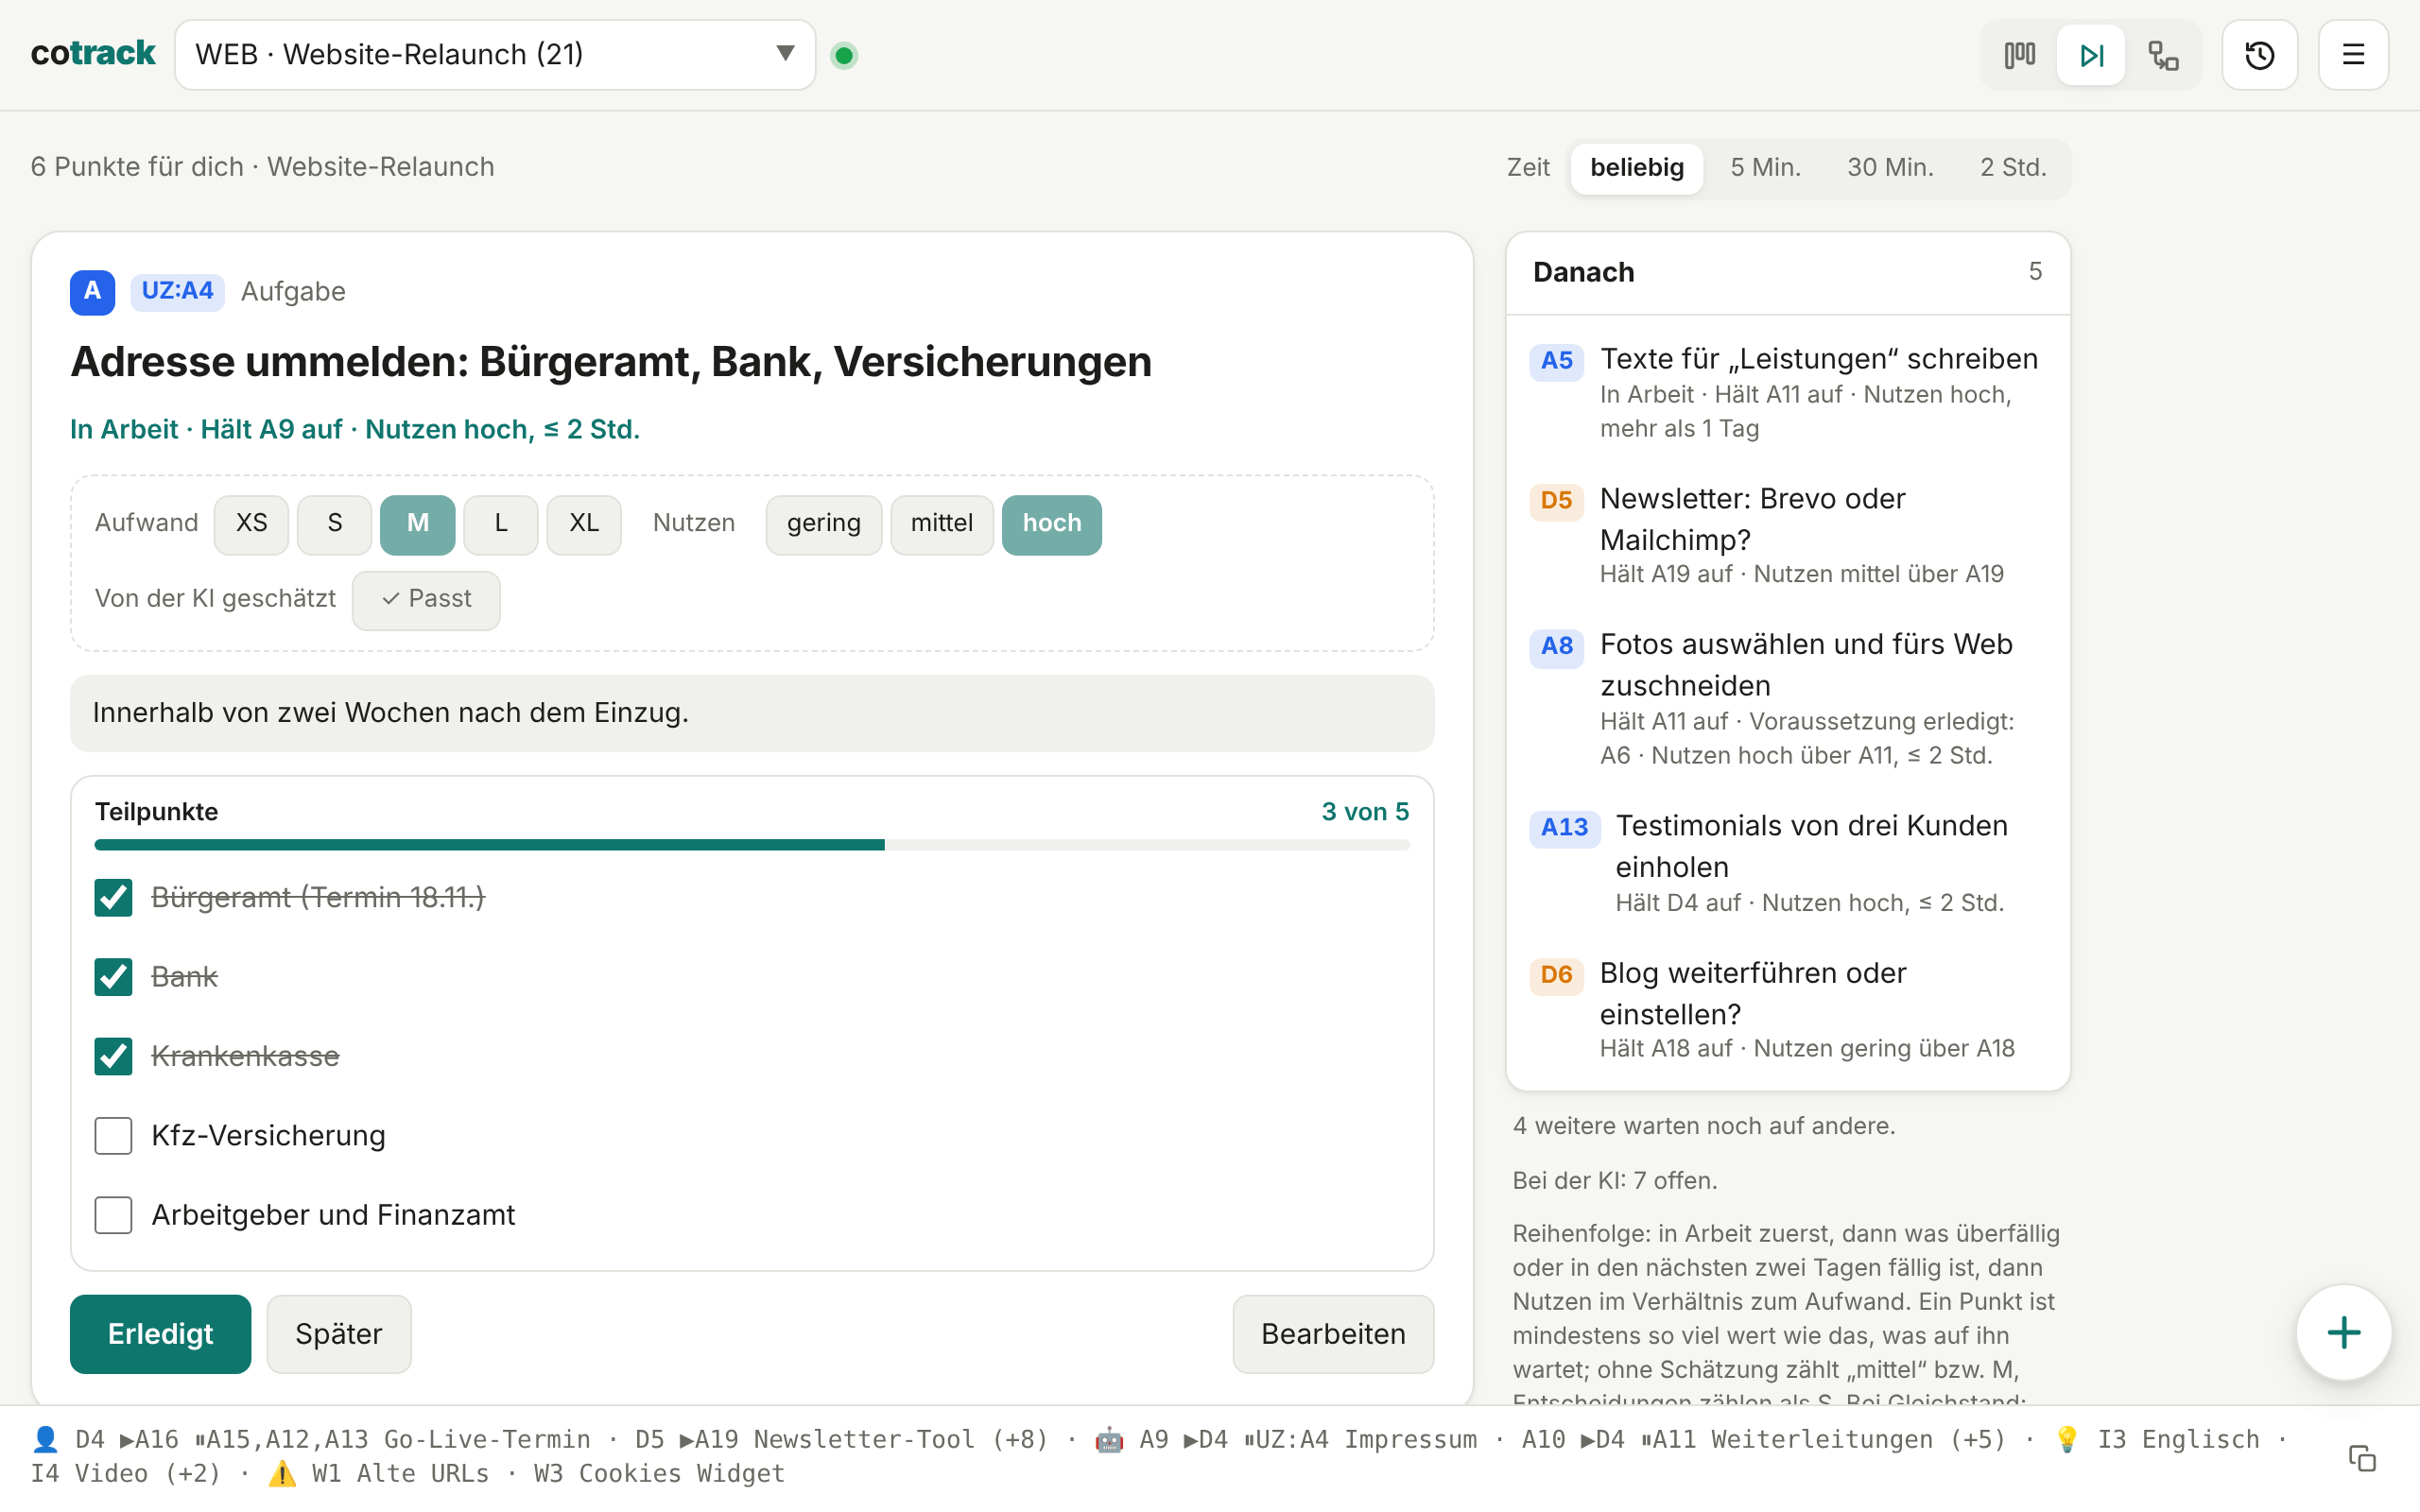 cotrack
WEB · Website-Relaunch (21)
6 Punkte für dich · Website-Relaunch
Zeit beliebig 5 Min. 30 Min. 2 Std.
A UZ:A4 Aufgabe
Adresse ummelden: Bürgeramt, Bank, Versicherungen
In Arbeit · Hält A9 auf · Nutzen hoch, ≤ 2 Std.
Aufwand XS S M L XL Nutzen gering mittel hoch
Von der KI geschätzt ✓ Passt
Innerhalb von zwei Wochen nach dem Einzug.
Teilpunkte 3 von 5
Bürgeramt (Termin 18.11.)
Bank
Krankenkasse
Kfz-Versicherung
Arbeitgeber und Finanzamt
Erledigt Später Bearbeiten
Danach 5
A5 Texte für „Leistungen“ schreiben
In Arbeit · Hält A11 auf · Nutzen hoch,
mehr als 1 Tag
D5 Newsletter: Brevo oder
Mailchimp?
Hält A19 auf · Nutzen mittel über A19
A8 Fotos auswählen und fürs Web
zuschneiden
Hält A11 auf · Voraussetzung erledigt:
A6 · Nutzen hoch über A11, ≤ 2 Std.
A13 Testimonials von drei Kunden
einholen
Hält D4 auf · Nutzen hoch, ≤ 2 Std.
D6 Blog weiterführen oder
einstellen?
Hält A18 auf · Nutzen gering über A18
4 weitere warten noch auf andere.
Bei der KI: 7 offen.
Reihenfolge: in Arbeit zuerst, dann was überfällig
oder in den nächsten zwei Tagen fällig ist, dann
Nutzen im Verhältnis zum Aufwand. Ein Punkt ist
mindestens so viel wert wie das, was auf ihn
wartet; ohne Schätzung zählt „mittel“ bzw. M,
Entscheidungen zählen als S. Bei Gleichstand:
👤 D4 ▶A16 ⏸A15,A12,A13 Go-Live-Termin · D5 ▶A19 Newsletter-Tool (+8) · 🤖 A9 ▶D4 ⏸UZ:A4 Impressum · A10 ▶D4 ⏸A11 Weiterleitungen (+5) · 💡 I3 Englisch ·
I4 Video (+2) · ⚠️ W1 Alte URLs · W3 Cookies Widget